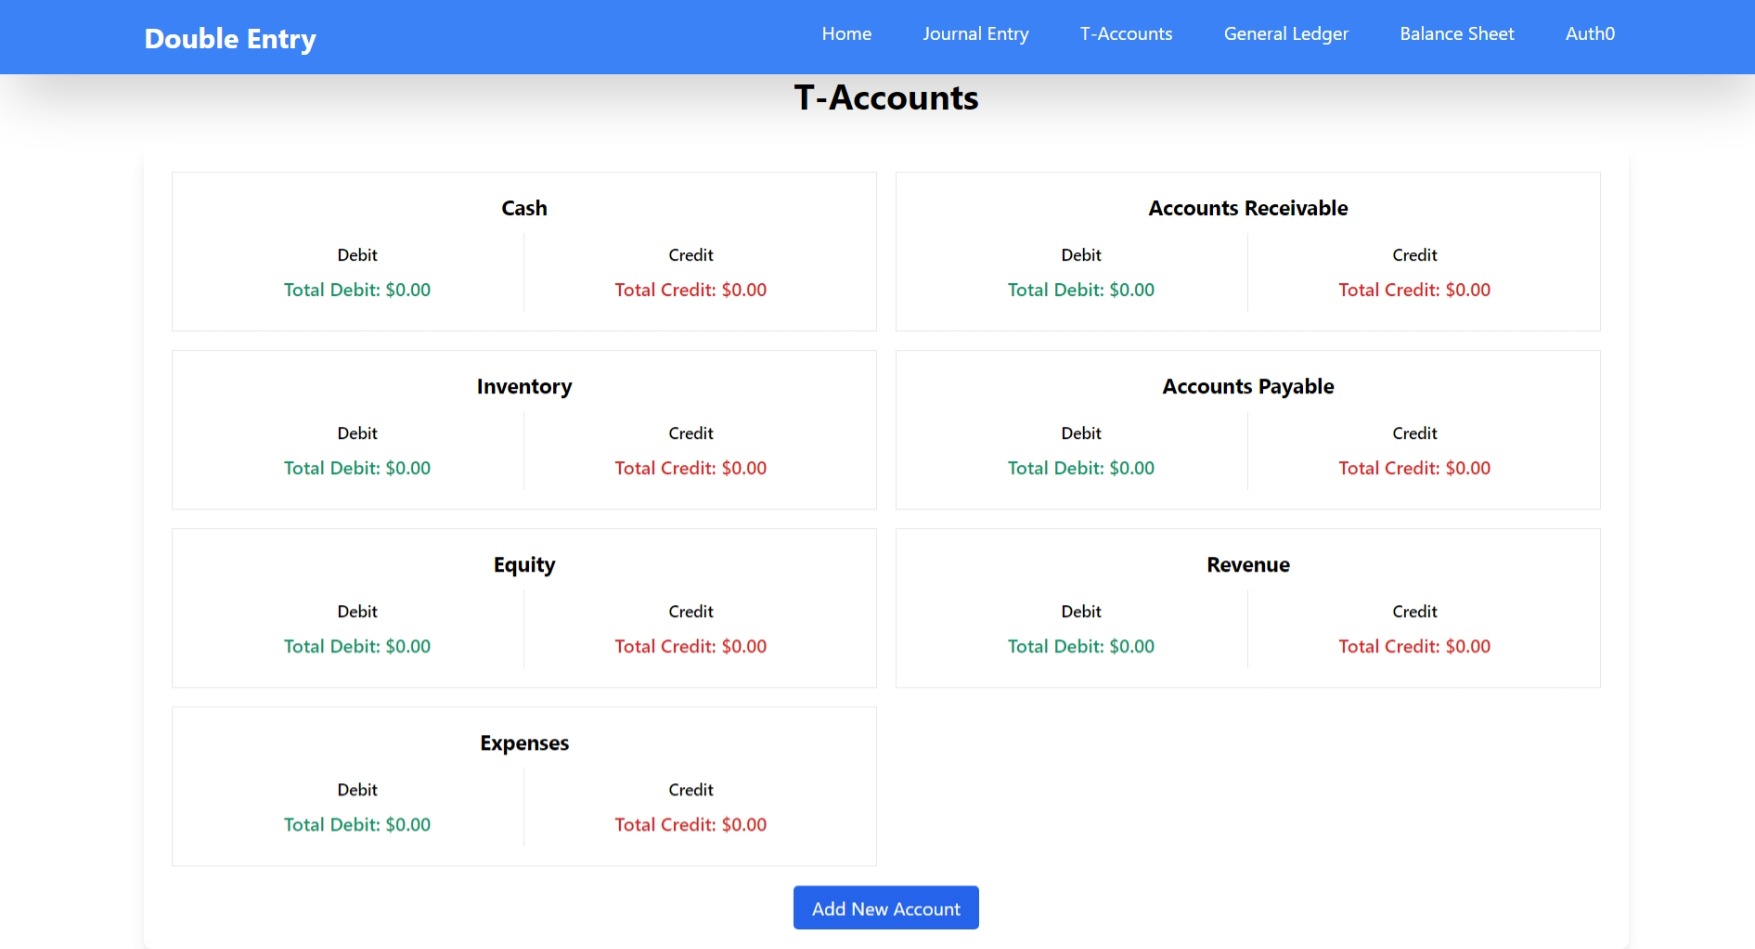 Double Entry
Home Journal Entry T-Accounts General Ledger Balance Sheet Auth0
T-Accounts
Cash
Debit Credit
Total Debit: $0.00 Total Credit: $0.00
Accounts Receivable
Debit Credit
Total Debit: $0.00 Total Credit: $0.00
Inventory
Debit Credit
Total Debit: $0.00 Total Credit: $0.00
Accounts Payable
Debit Credit
Total Debit: $0.00 Total Credit: $0.00
Equity
Debit Credit
Total Debit: $0.00 Total Credit: $0.00
Revenue
Debit Credit
Total Debit: $0.00 Total Credit: $0.00
Expenses
Debit Credit
Total Debit: $0.00 Total Credit: $0.00
Add New Account